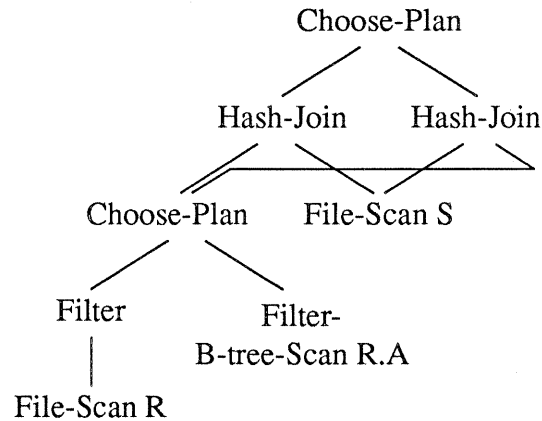 Choose-Plan
Hash-Join
Hash-Join
Choose-Plan
File-Scan S
Filter
Filter-
B-tree-Scan R.A
File-Scan R